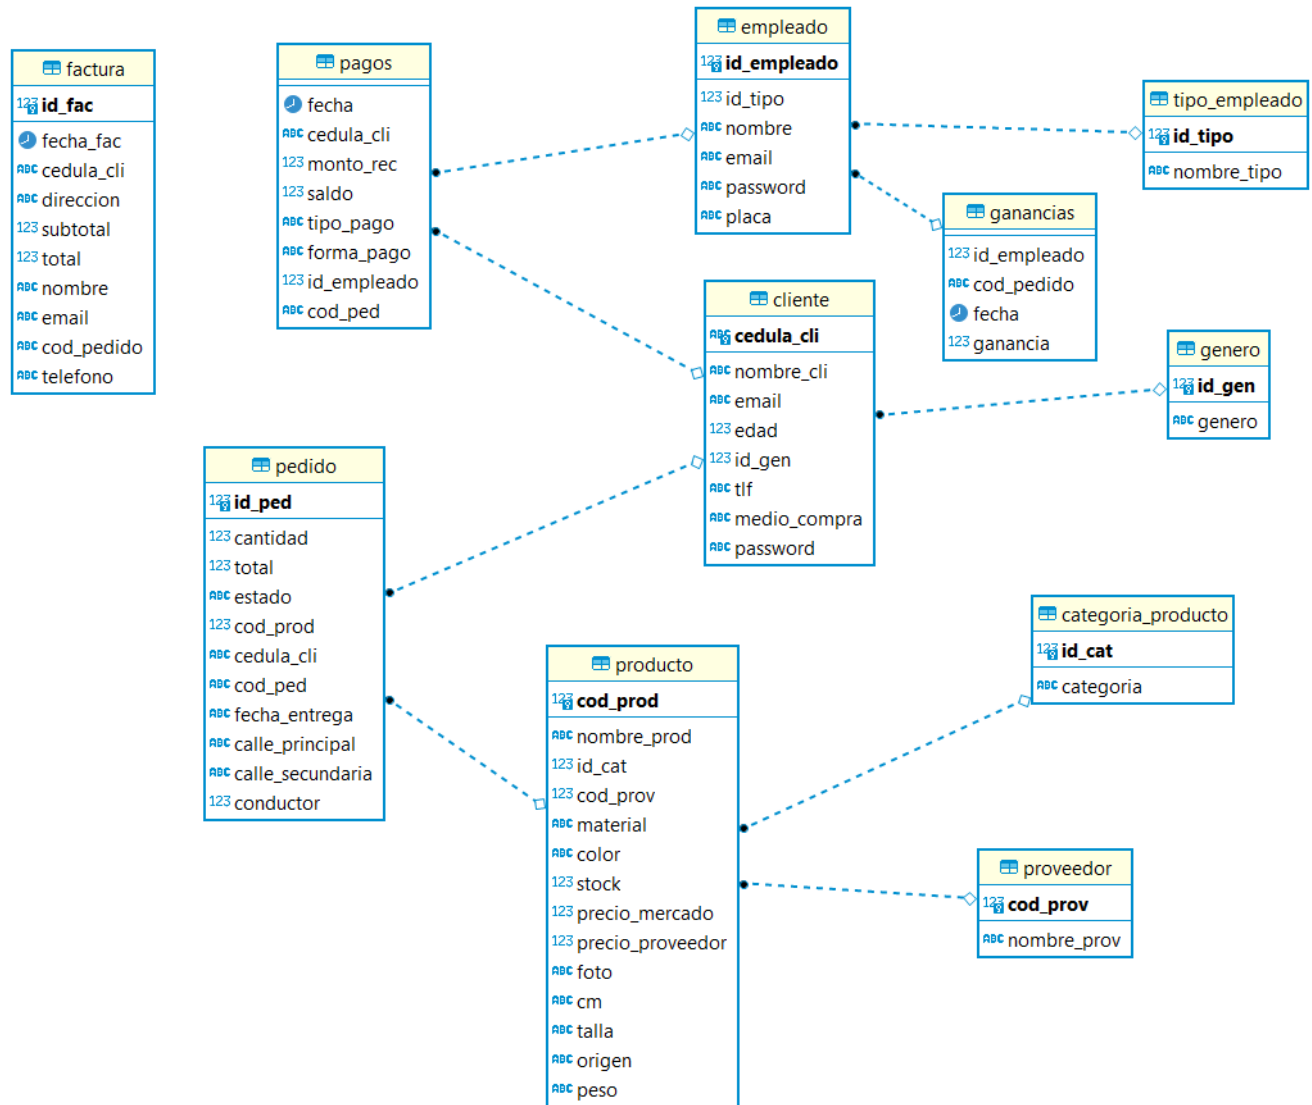 factura
id_fac
fecha_fac
cedula_cli
direccion
subtotal
total
nombre
email
cod_pedido
telefono
pagos
fecha
cedula_cli
monto_rec
saldo
tipo_pago
forma_pago
id_empleado
cod_ped
empleado
id_empleado
id_tipo
nombre
email
password
placa
tipo_empleado
id_tipo
nombre_tipo
ganancias
id_empleado
cod_pedido
fecha
ganancia
cliente
cedula_cli
nombre_cli
email
edad
id_gen
tlf
medio_compra
password
genero
id_gen
genero
pedido
id_ped
cantidad
total
estado
cod_prod
cedula_cli
cod_ped
fecha_entrega
calle_principal
calle_secundaria
conductor
producto
cod_prod
nombre_prod
id_cat
cod_prov
material
color
stock
precio_mercado
precio_proveedor
foto
cm
talla
origen
peso
categoria_producto
id_cat
categoria
proveedor
cod_prov
nombre_prov